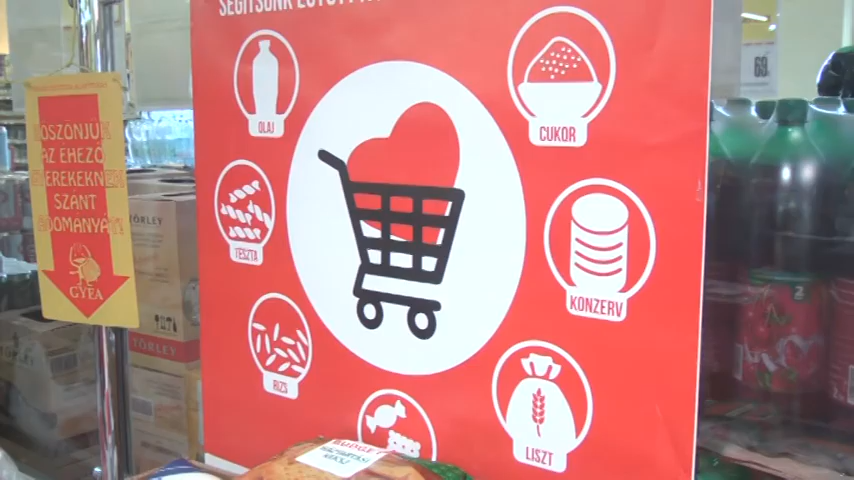 SEGÍTSÜNK EGYÜTT
OLAJ
CUKOR
TÉSZTA
KONZERV
RIZS
LISZT
KÖSZÖNJÜK
AZ ÉHEZŐ
GYEREKEKNEK
SZÁNT
ADOMÁNYÁT!
GYEA
TÖRLEY
TÖRLEY
BUDGET
69